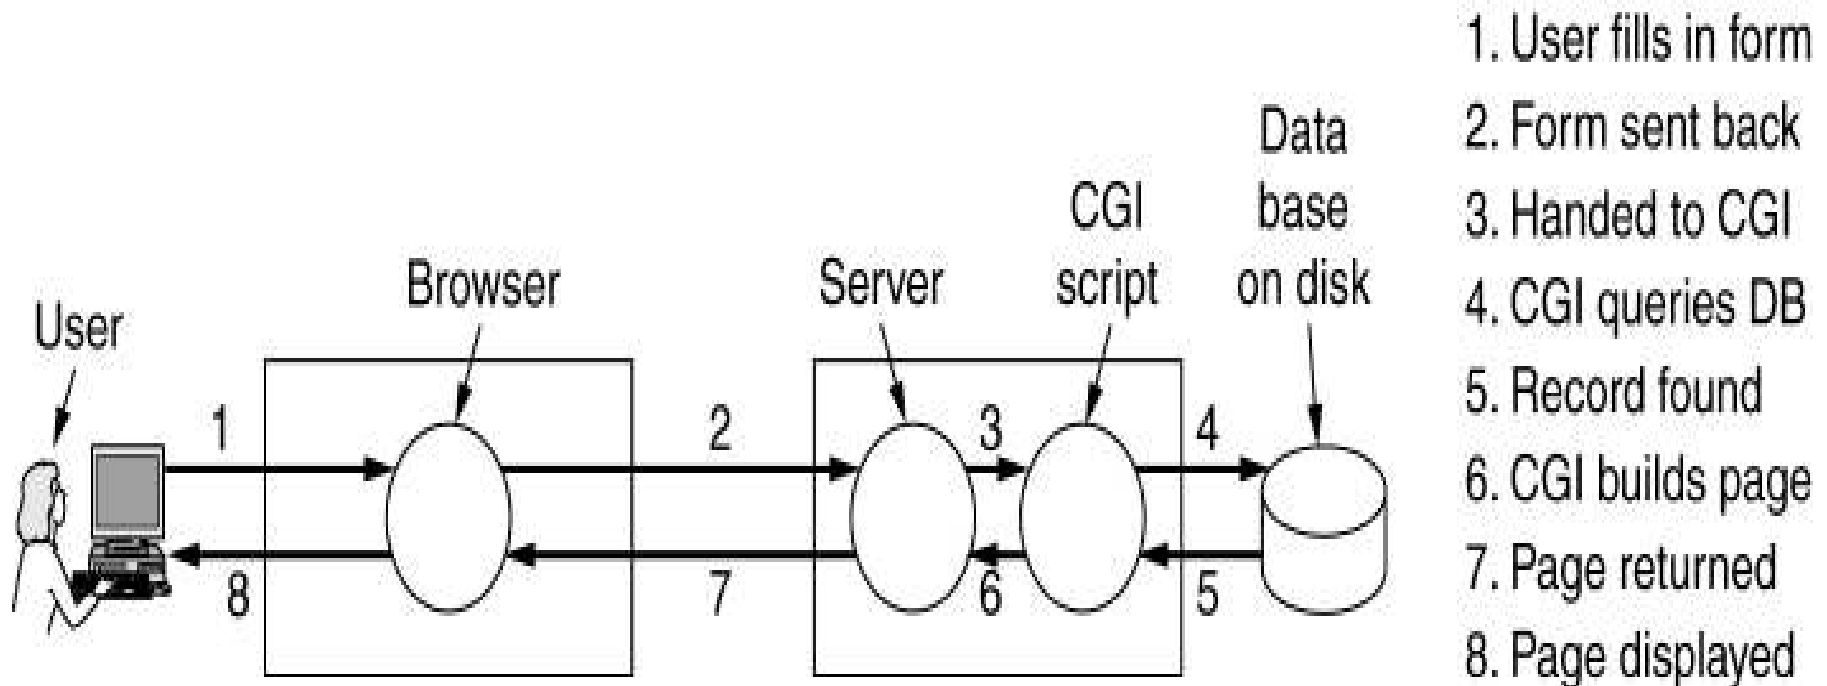 User
Browser
Server
CGI
script
Data
base
on disk
1
2
3
4
8
7
6
5
1. User fills in form
2. Form sent back
3. Handed to CGI
4. CGI queries DB
5. Record found
6. CGI builds page
7. Page returned
8. Page displayed